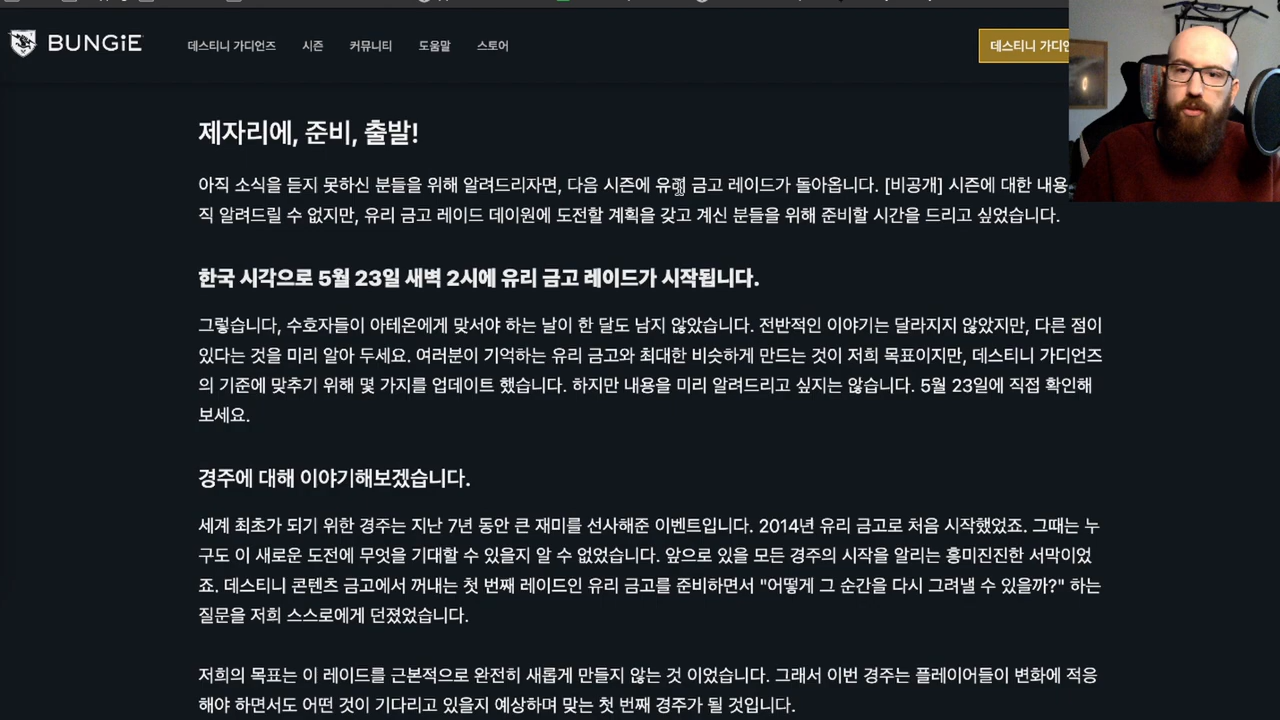 BUNGiE
데스티니 가디언즈 시즌 커뮤니티 도움말 스토어
데스티니
제자리에, 준비, 출발!
아직 소식을 듣지 못하신 분들을 위해 알려드리자면, 다음 시즌에 금고 레이드가 돌아옵니다. [비공개] 시즌에 대한 내용
직 알려드릴 수 없지만, 유리 금고 레이드 데이원에 도전할 계획을 갖고 계신 분들을 위해 준비할 시간을 드리고 싶었습니다.
한국 시각으로 5월 23일 새벽 2시에 유리 금고 레이드가 시작됩니다.
그렇습니다, 수호자들이 아테온에게 맞서야 하는 날이 한 달도 남지 않았습니다. 전반적인 이야기는 달라지지 않았지만, 다른 점이
있다는 것을 미리 알아 두세요. 여러분이 기억하는 유리 금고와 최대한 비슷하게 만드는 것이 저희 목표이지만, 데스티니 가디언즈
의 기준에 맞추기 위해 몇 가지를 업데이트 했습니다. 하지만 내용을 미리 알려드리고 싶지는 않습니다. 5월 23일에 직접 확인해
보세요.
경주에 대해 이야기해보겠습니다.
세계 최초가 되기 위한 경주는 지난 7년 동안 큰 재미를 선사해준 이벤트입니다. 2014년 유리 금고로 처음 시작했었죠. 그때는 누
구도 이 새로운 도전에 무엇을 기대할 수 있을지 알 수 없었습니다. 앞으로 있을 모든 경주의 시작을 알리는 흥미진진한 서막이었
죠. 데스티니 콘텐츠 금고에서 꺼내는 첫 번째 레이드인 유리 금고를 준비하면서 "어떻게 그 순간을 다시 그려낼 수 있을까?" 하는
질문을 저희 스스로에게 던졌었습니다.
저희의 목표는 이 레이드를 근본적으로 완전히 새롭게 만들지 않는 것 이었습니다. 그래서 이번 경주는 플레이어들이 변화에 적응
해야 하면서도 어떤 것이 기다리고 있을지 예상하며 맞는 첫 번째 경주가 될 것입니다.